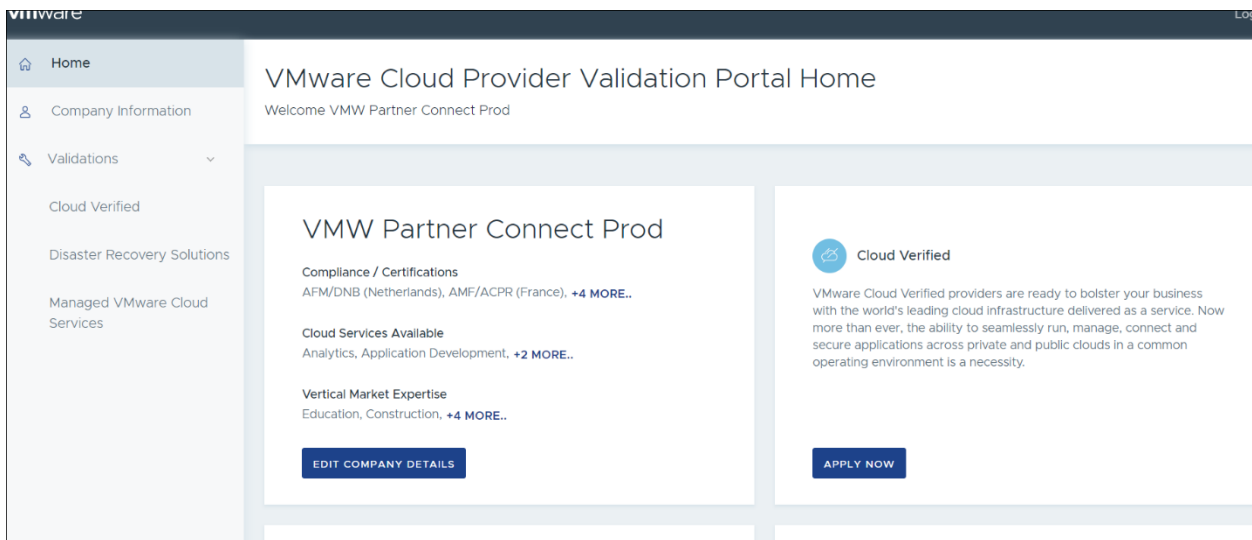 vmware
Log
Home
VMware Cloud Provider Validation Portal Home
Company Information
Welcome VMW Partner Connect Prod
Validations
Cloud Verified
Disaster Recovery Solutions
Managed VMware Cloud
Services
VMW Partner Connect Prod
Compliance / Certifications
AFM/DNB (Netherlands), AMF/ACPR (France), +4 MORE..
Cloud Services Available
Analytics, Application Development, +2 MORE..
Vertical Market Expertise
Education, Construction, +4 MORE..
EDIT COMPANY DETAILS
Cloud Verified
VMware Cloud Verified providers are ready to bolster your business
with the world's leading cloud infrastructure delivered as a service. Now
more than ever, the ability to seamlessly run, manage, connect and
secure applications across private and public clouds in a common
operating environment is a necessity.
APPLY NOW